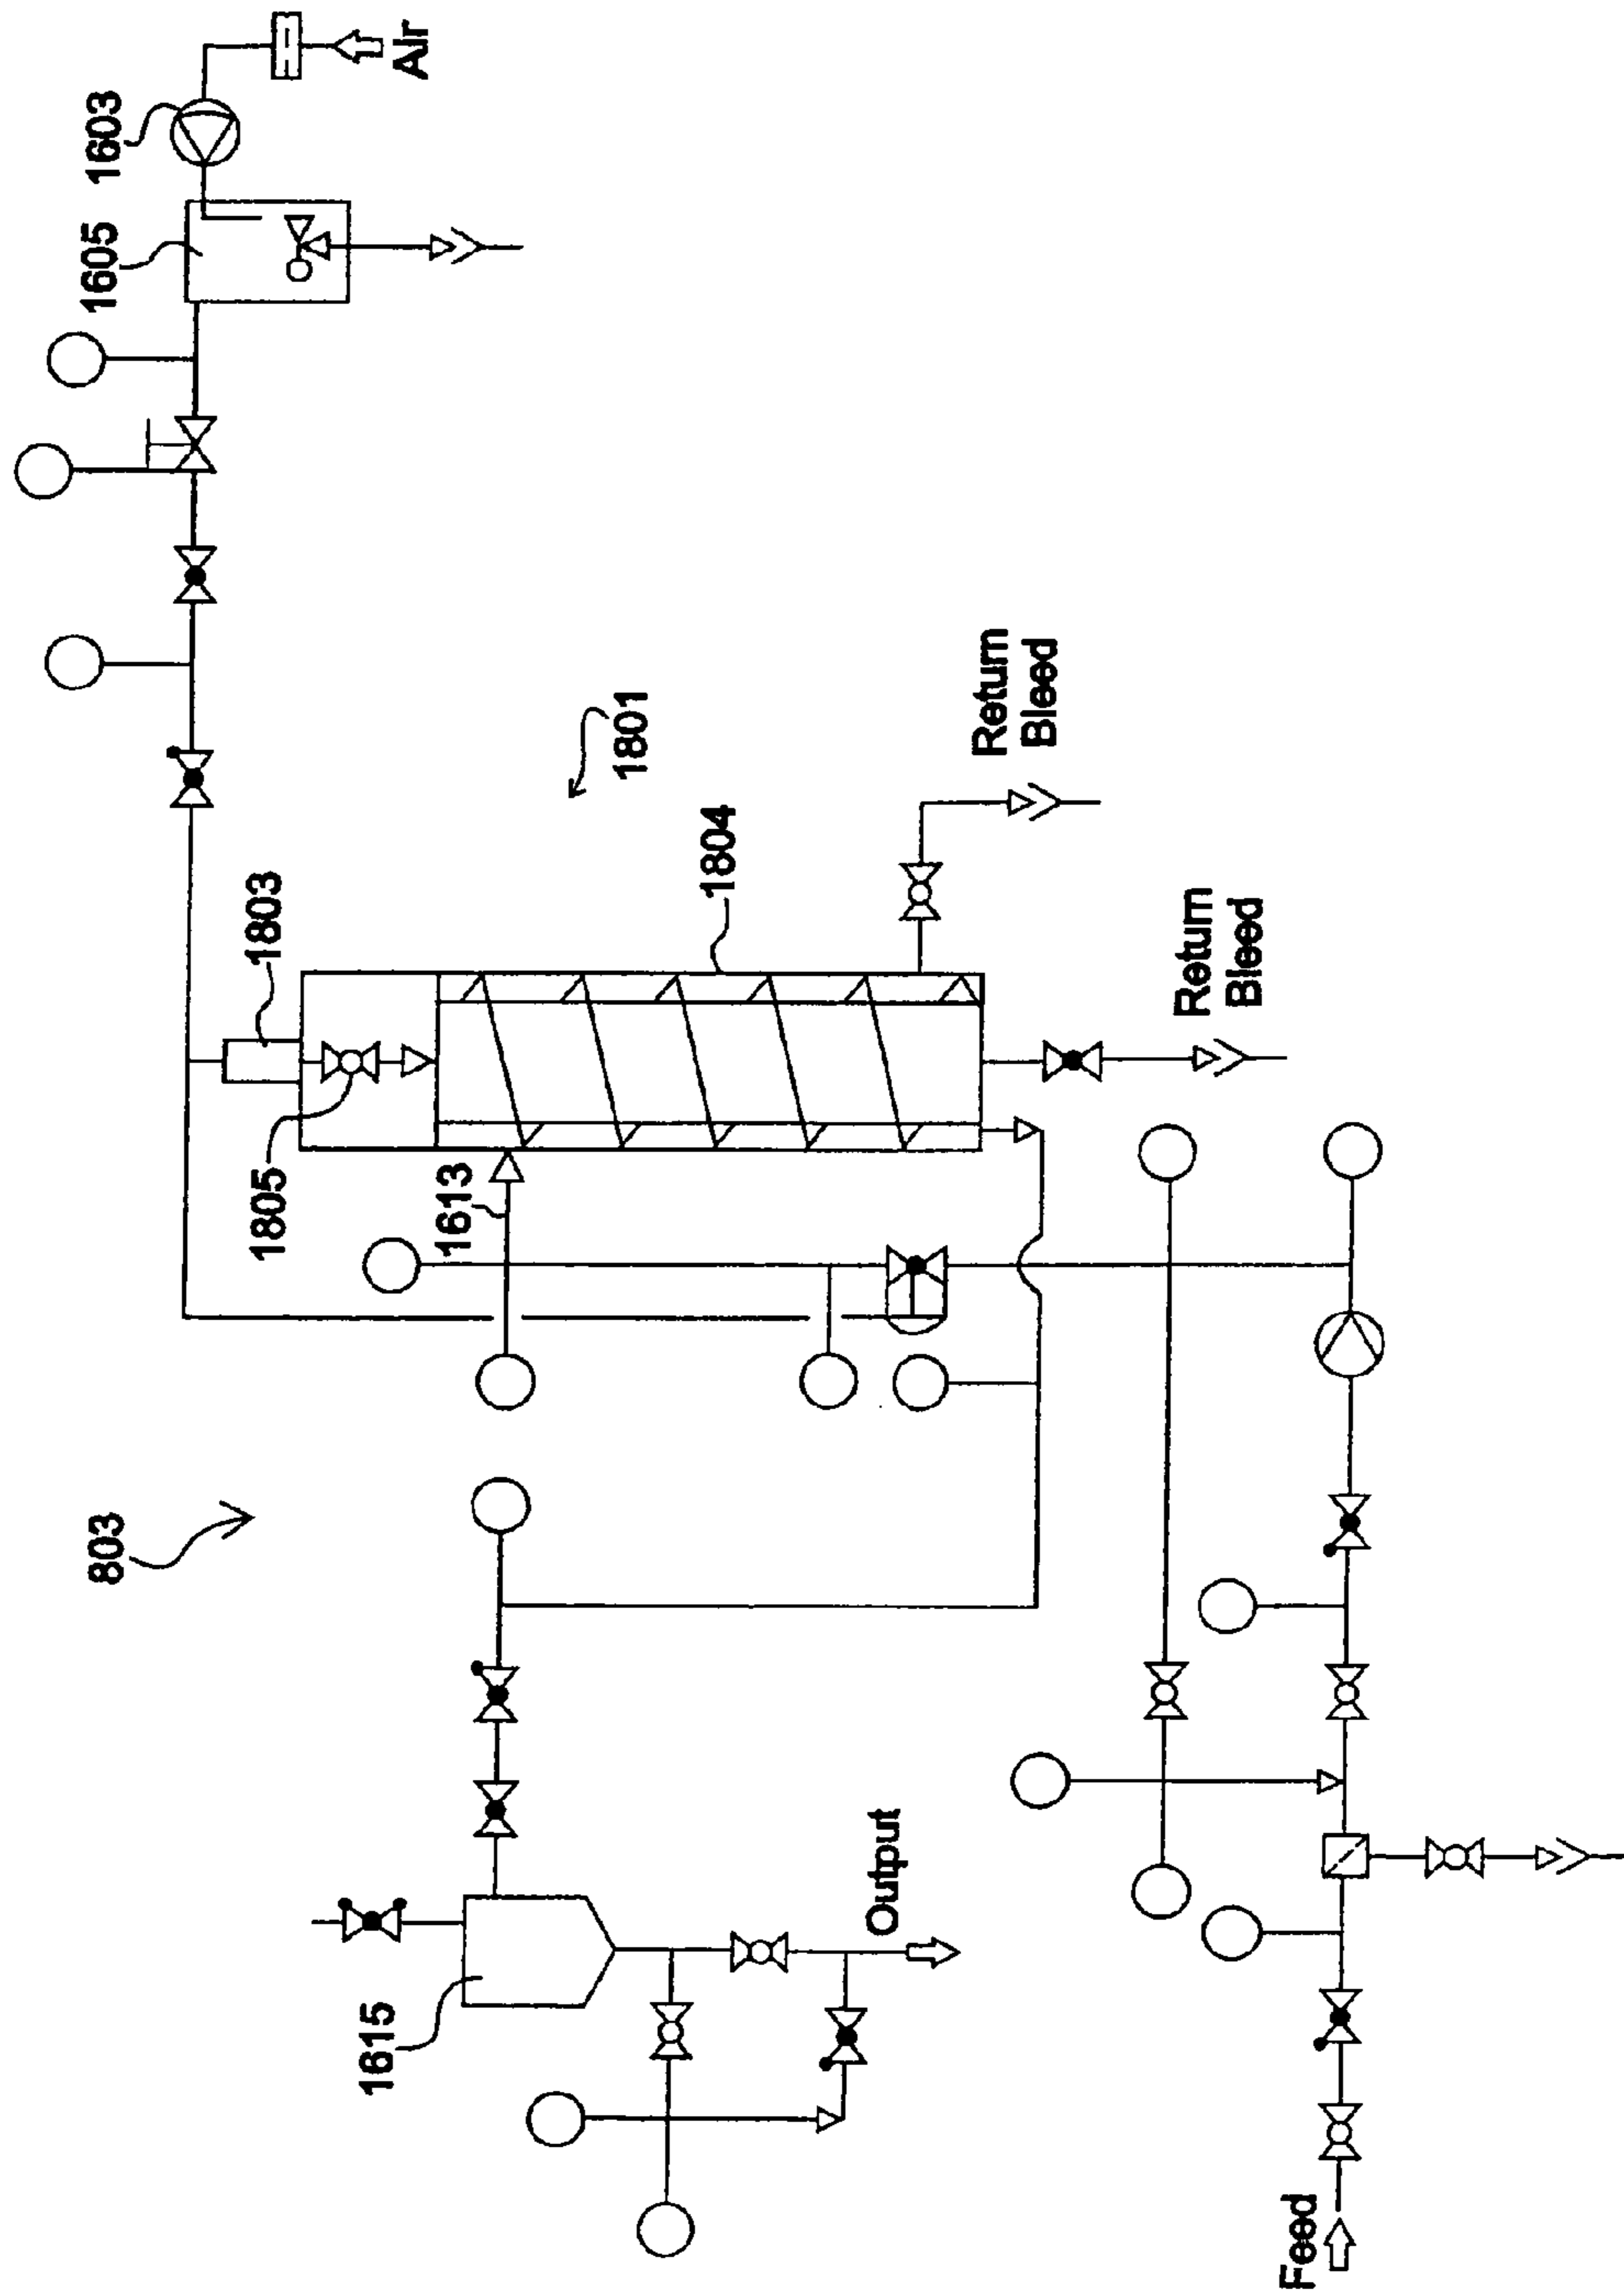 803
1603
Air
1605
1801
1803
1804
Return
Bleed
1805
1613
Return
Bleed
1615
Output
Feed